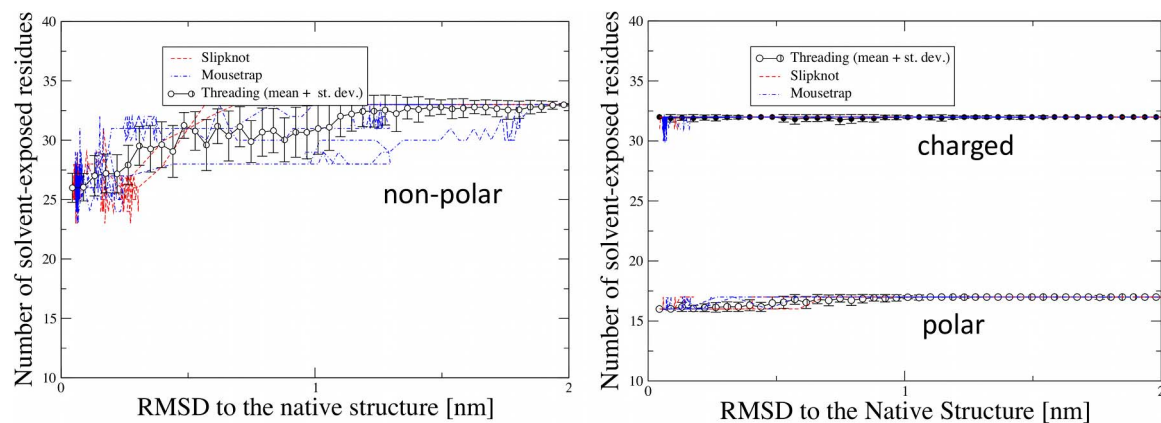 Number of solvent-exposed residues
40
35
30
25
20
15
10
Slipknot
Mousetrap
Threading (mean + st. dev.)
non-polar
0
1
2
RMSD to the native structure [nm]
Number of solvent-exposed residues
40
35
30
25
20
15
10
Threading (mean + st. dev.)
Slipknot
Mousetrap
charged
polar
0
1
2
RMSD to the Native Structure [nm]